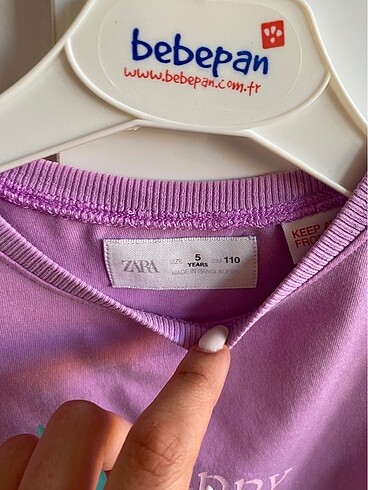 bebepan
www.bebepan.com.tr
ZARA
SIZE 5 YEARS CM 110
MADE IN BANGLADESH
KEEP A
FRO